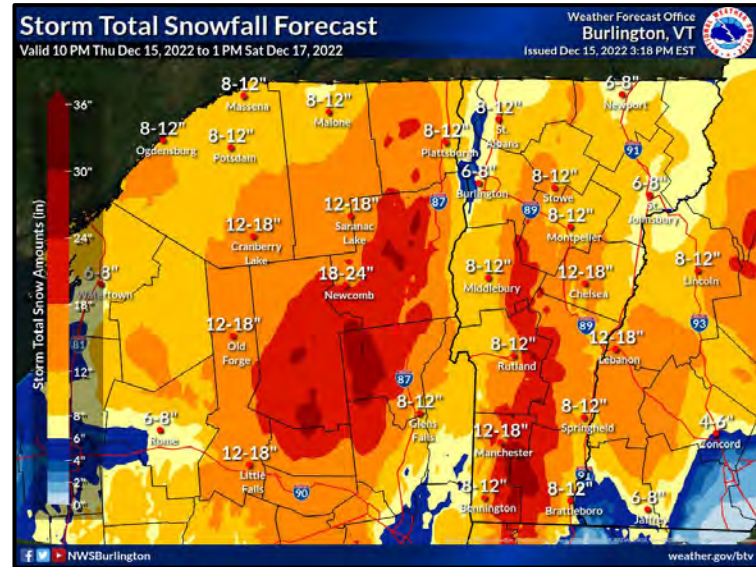 Storm Total Snowfall Forecast
Valid 10 PM Thu Dec 15, 2022 to 1 PM Sat Dec 17, 2022
Weather Forecast Office
Burlington, VT
Issued Dec 15, 2022 3:18 PM EST
NATIONAL WEATHER SERVICE
Storm Total Snow Amounts (in)
36"
30"
24"
18"
12"
8"
6"
4"
2"
0"
8-12"
Massena
8-12"
Malone
8-12"
Ogdensburg
8-12"
Potsdam
8-12"
Plattsburgh
8-12"
St.
Albans
6-8"
Newport
91
6-8"
Burlington
87
89
8-12"
Stowe
6-8"
St.
Johnsbury
8-12"
Montpelier
12-18"
Cranberry
Lake
12-18"
Saranac
Lake
6-8"
Watertown
18-24"
Newcomb
8-12"
Middlebury
12-18"
Chelsea
8-12"
Lincoln
81
12-18"
Old
Forge
89
93
8-12"
Rutland
12-18"
Lebanon
87
8-12"
Glens
Falls
6-8"
Rome
12-18"
Manchester
8-12"
Springfield
4-6"
Concord
12-18"
Little
Falls
90
91
8-12"
Bennington
8-12"
Brattleboro
6-8"
Jaffrey
NWSBurlington
weather.gov/btv